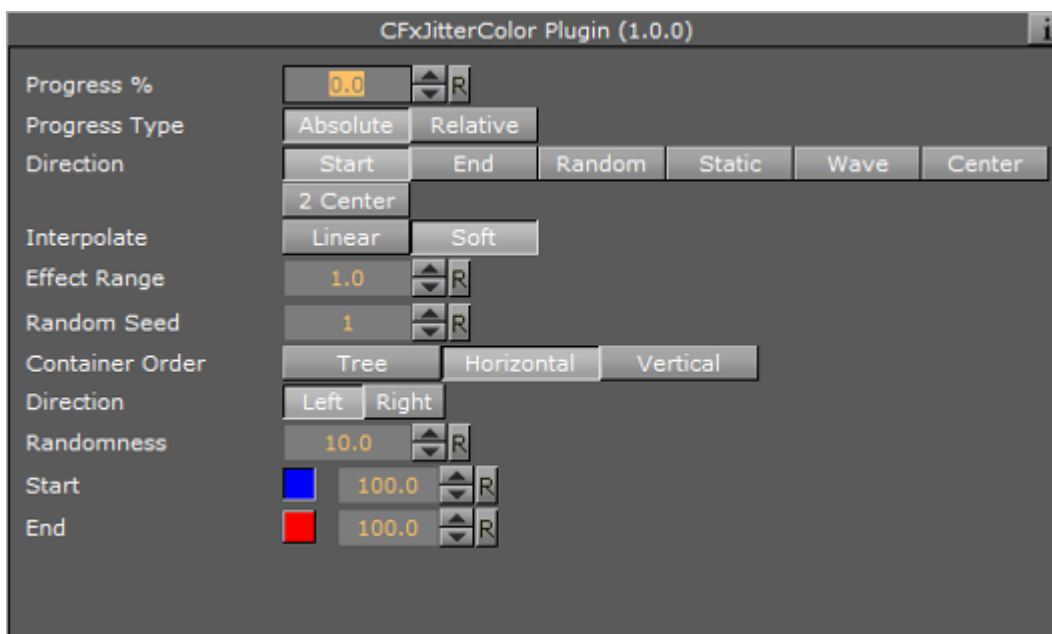 CFxJitterColor Plugin (1.0.0) i
Progress % 0.0 R
Progress Type Absolute Relative
Direction Start End Random Static Wave Center
2 Center
Interpolate Linear Soft
Effect Range 1.0 R
Random Seed 1 R
Container Order Tree Horizontal Vertical
Direction Left Right
Randomness 10.0 R
Start 100.0 R
End 100.0 R